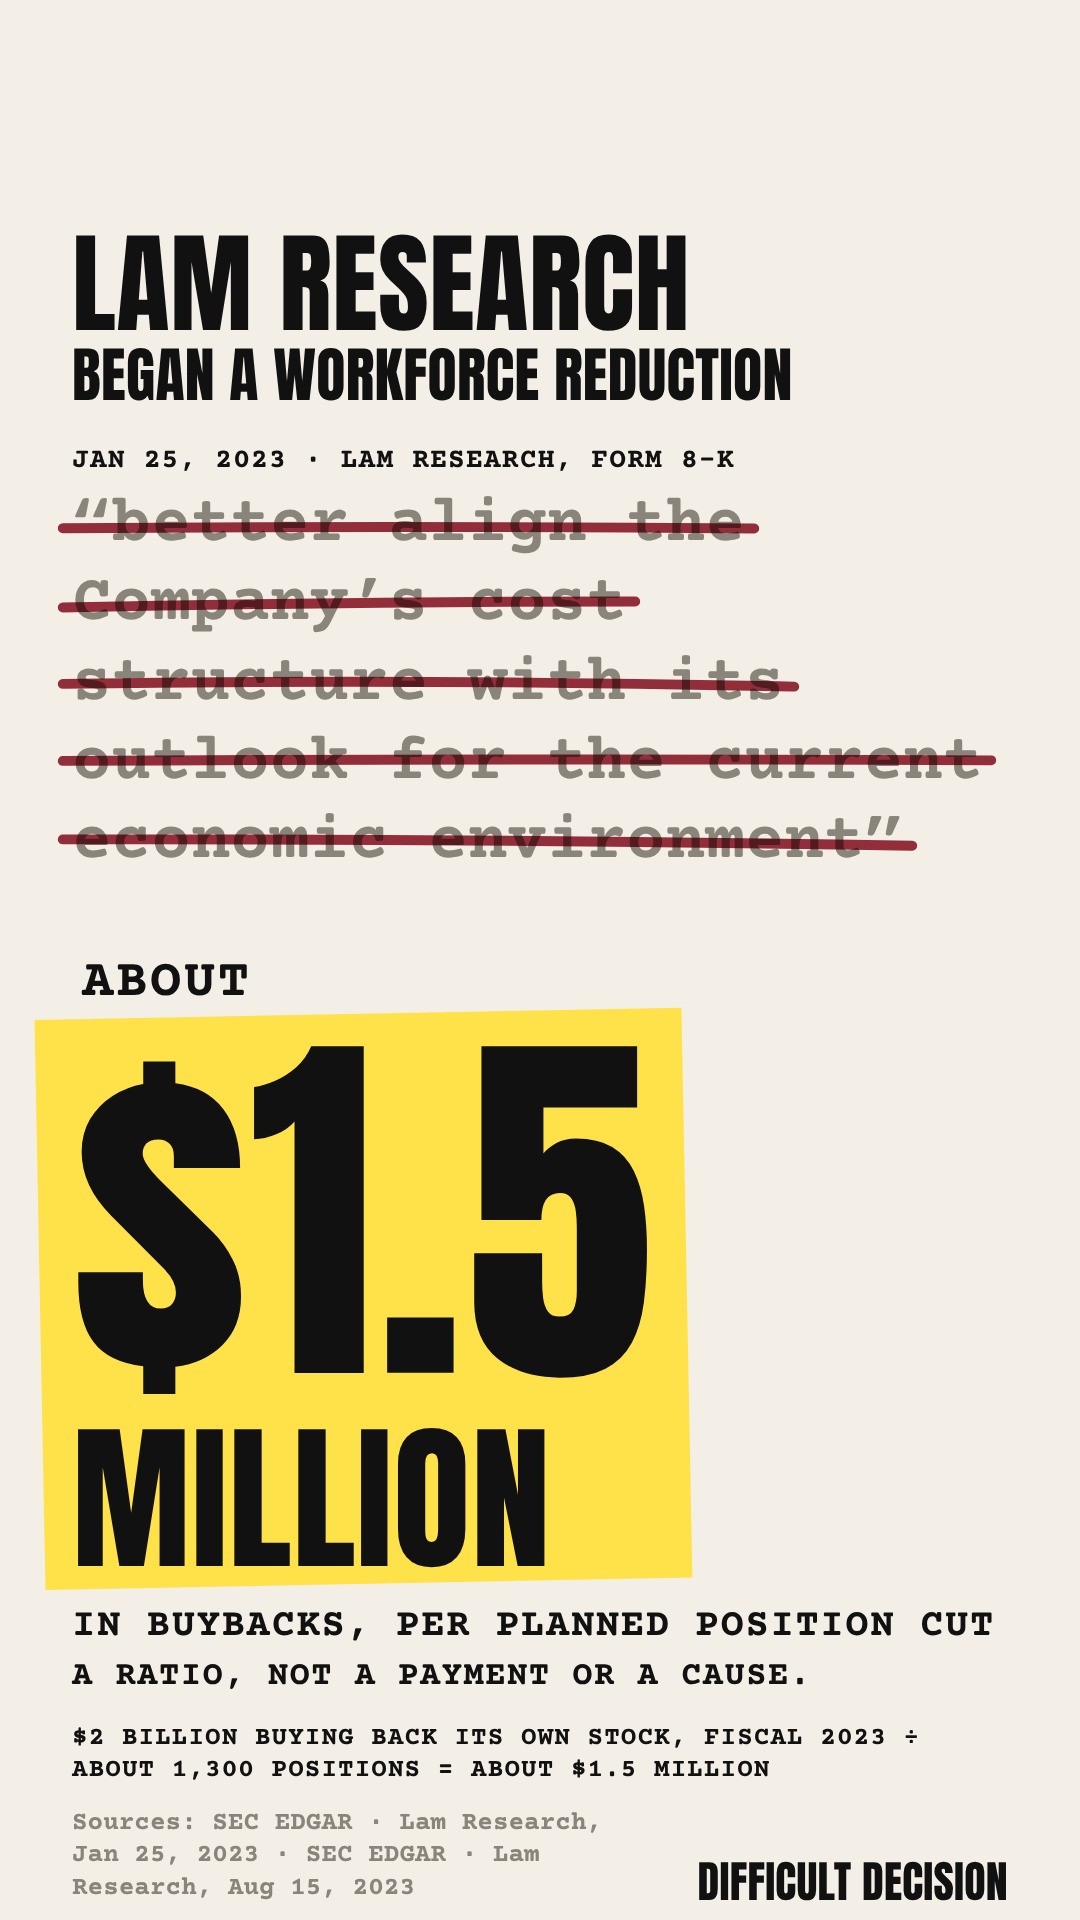 LAM RESEARCH
BEGAN A WORKFORCE REDUCTION
JAN 25, 2023 · LAM RESEARCH, FORM 8-K
“better align the
Company’s cost
structure with its
outlook for the current
economic environment”
ABOUT
$1.5
MILLION
IN BUYBACKS, PER PLANNED POSITION CUT
A RATIO, NOT A PAYMENT OR A CAUSE.
$2 BILLION BUYING BACK ITS OWN STOCK, FISCAL 2023 ÷
ABOUT 1,300 POSITIONS = ABOUT $1.5 MILLION
Sources: SEC EDGAR · Lam Research,
Jan 25, 2023 · SEC EDGAR · Lam
Research, Aug 15, 2023
DIFFICULT DECISION